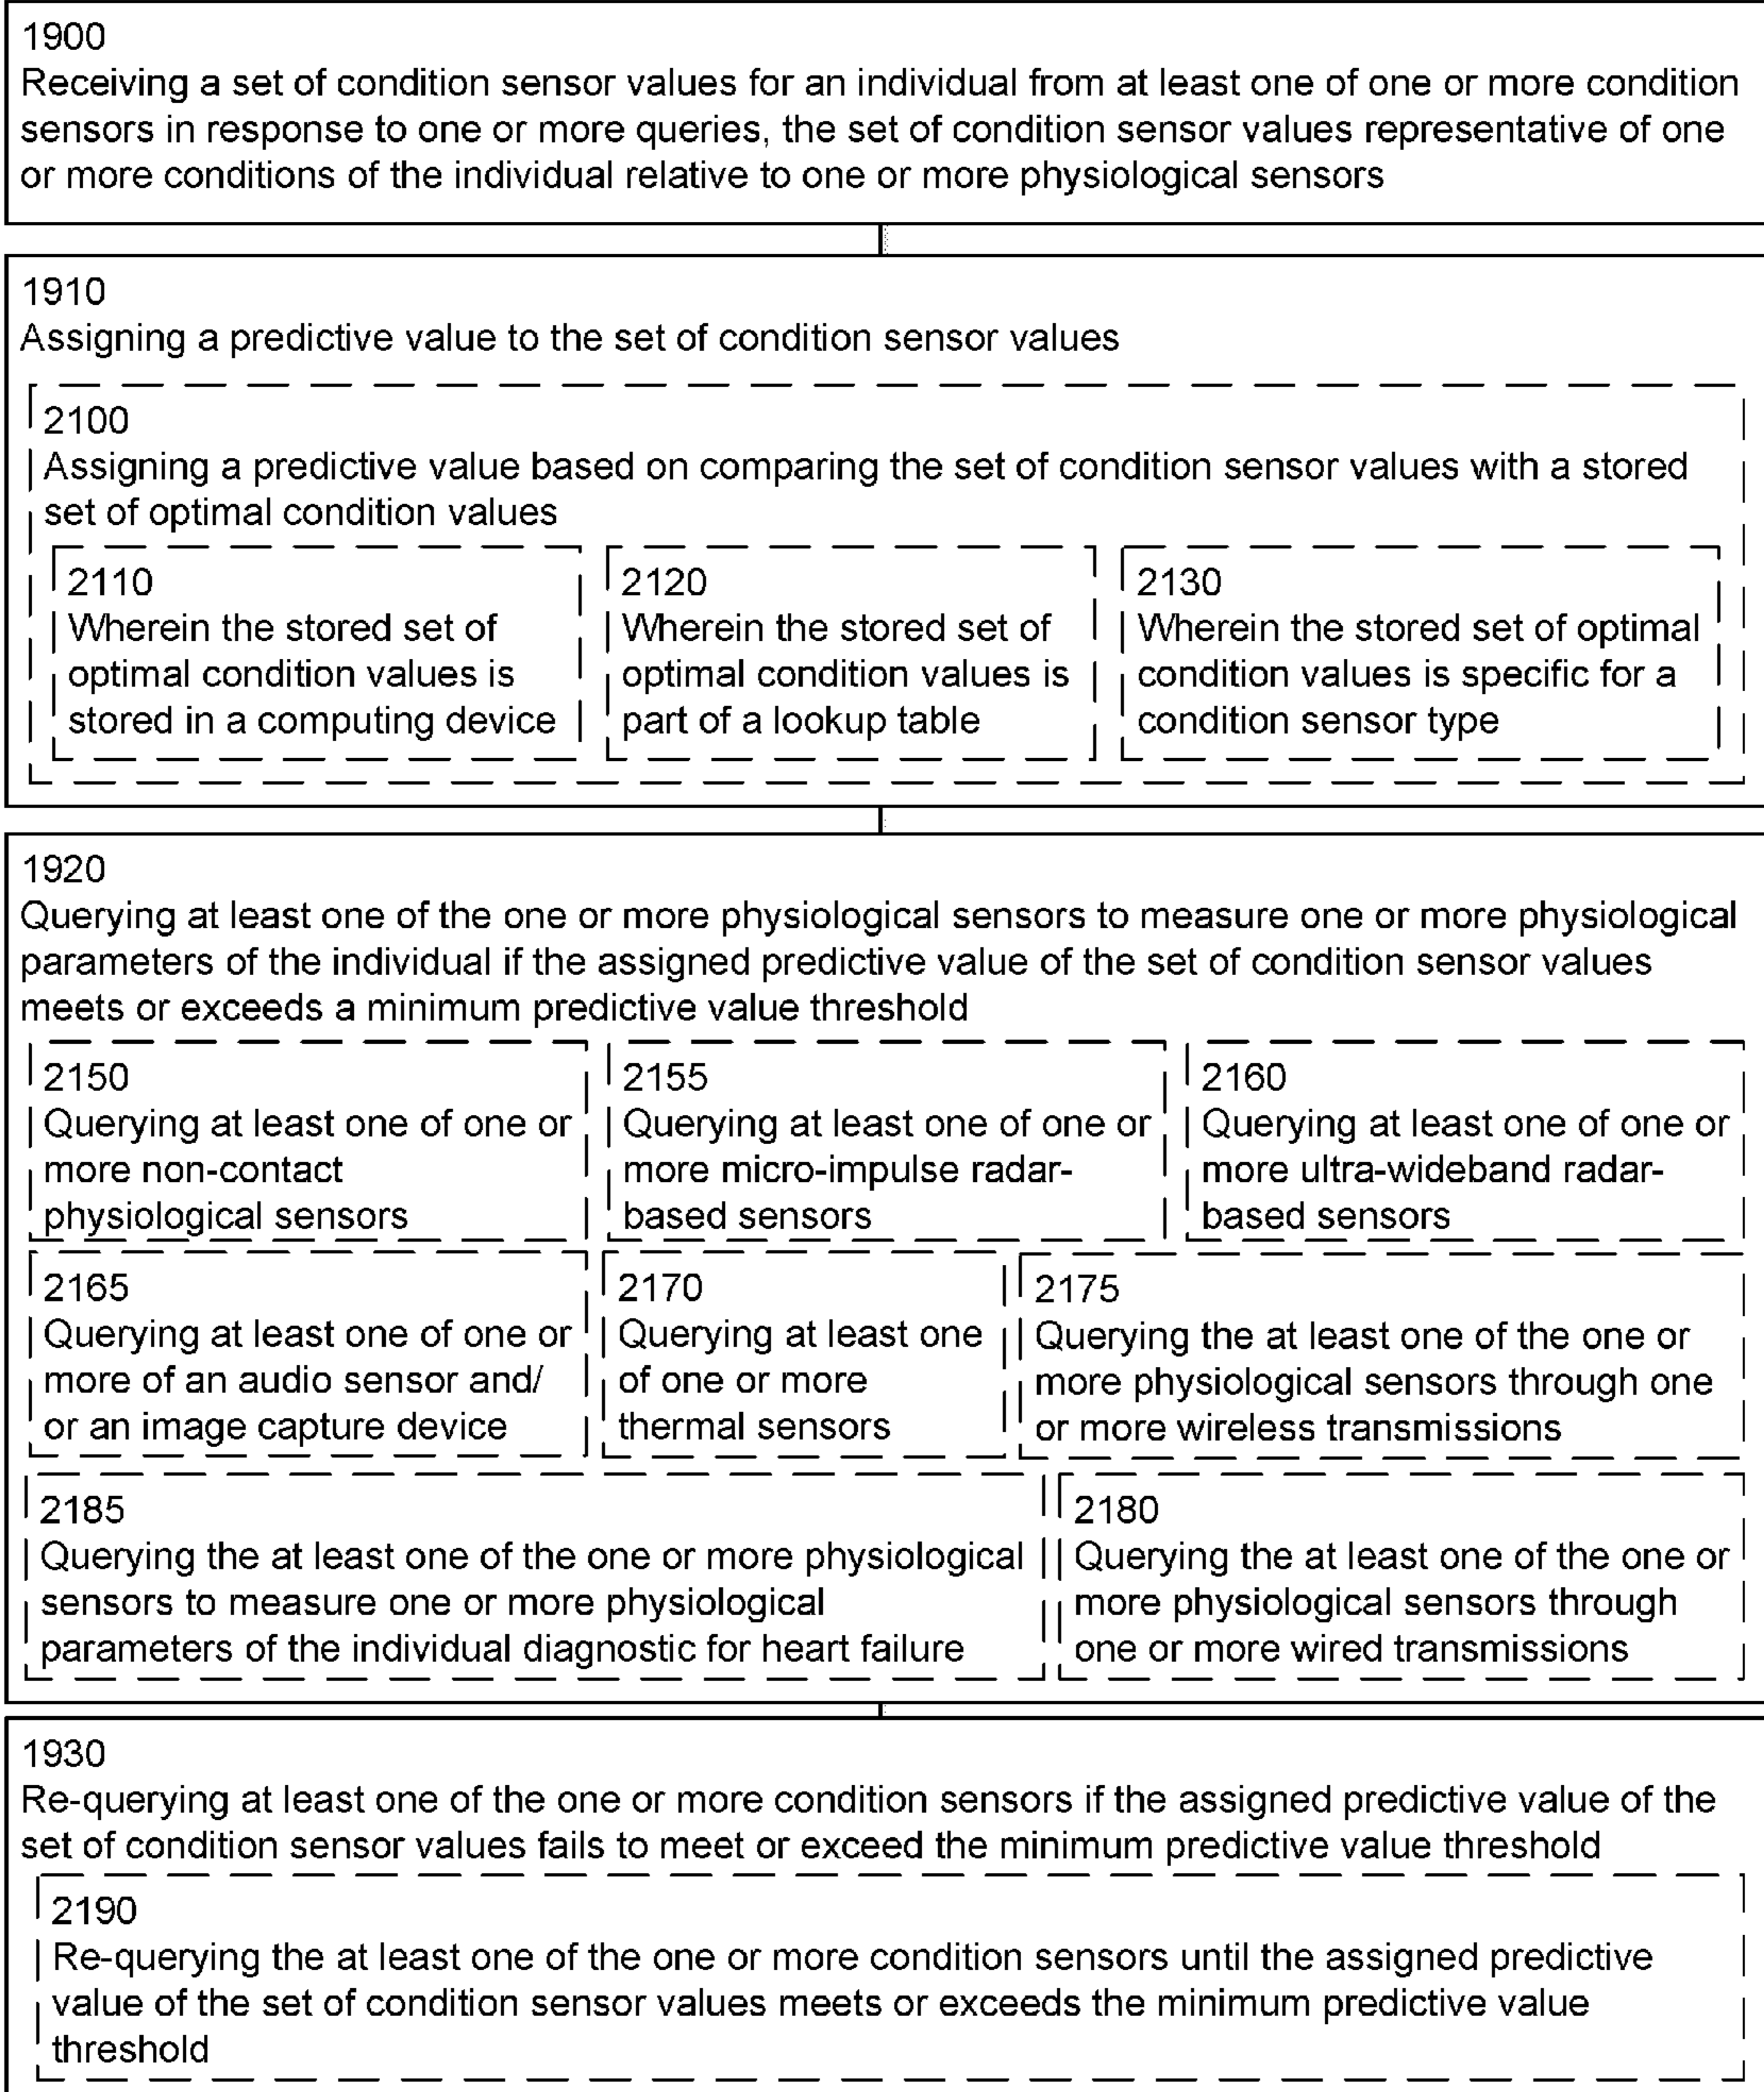 1900
Receiving a set of condition sensor values for an individual from at least one of one or more condition
sensors in response to one or more queries, the set of condition sensor values representative of one
or more conditions of the individual relative to one or more physiological sensors
1910
Assigning a predictive value to the set of condition sensor values
2100
Assigning a predictive value based on comparing the set of condition sensor values with a stored
set of optimal condition values
2110
Wherein the stored set of
optimal condition values is
stored in a computing device
2120
Wherein the stored set of
optimal condition values is
part of a lookup table
2130
Wherein the stored set of optimal
condition values is specific for a
condition sensor type
1920
Querying at least one of the one or more physiological sensors to measure one or more physiological
parameters of the individual if the assigned predictive value of the set of condition sensor values
meets or exceeds a minimum predictive value threshold
2150
Querying at least one of one or
more non-contact
physiological sensors
2155
Querying at least one of one or
more micro-impulse radar-
based sensors
2160
Querying at least one of one or
more ultra-wideband radar-
based sensors
2165
Querying at least one of one or
more of an audio sensor and/
or an image capture device
2170
Querying at least one
of one or more
thermal sensors
2175
Querying the at least one of the one or
more physiological sensors through one
or more wireless transmissions
2185
Querying the at least one of the one or more physiological
sensors to measure one or more physiological
parameters of the individual diagnostic for heart failure
2180
Querying the at least one of the one or
more physiological sensors through
one or more wired transmissions
1930
Re-querying at least one of the one or more condition sensors if the assigned predictive value of the
set of condition sensor values fails to meet or exceed the minimum predictive value threshold
2190
Re-querying the at least one of the one or more condition sensors until the assigned predictive
value of the set of condition sensor values meets or exceeds the minimum predictive value
threshold